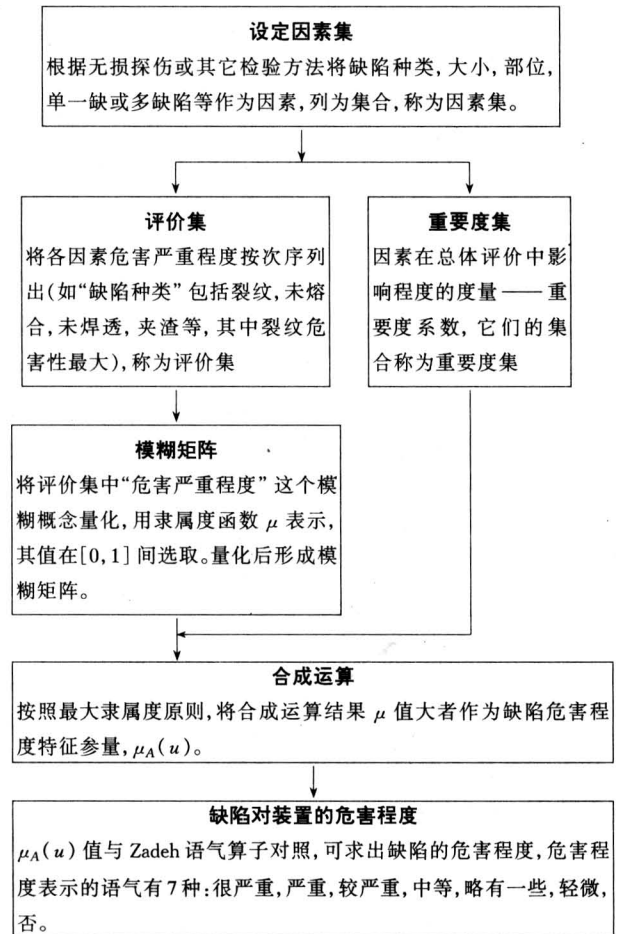 设定因素集
根据无损探伤或其它检验方法将缺陷种类,大小,部位,
单一缺或多缺陷等作为因素,列为集合,称为因素集。
评价集
将各因素危害严重程度按次序列
出(如“缺陷种类”包括裂纹,未熔
合,未焊透,夹渣等,其中裂纹危
害性最大),称为评价集
重要度集
因素在总体评价中影
响程度的度量——重
要度系数,它们的集
合称为重要度集
模糊矩阵
将评价集中“危害严重程度”这个模
糊概念量化,用隶属度函数 μ 表示,
其值在[0,1]间选取。量化后形成模
糊矩阵。
合成运算
按照最大隶属度原则,将合成运算结果 μ 值大者作为缺陷危害程
度特征参量,μA(u)。
缺陷对装置的危害程度
μA(u)值与 Zadeh 语气算子对照,可求出缺陷的危害程度,危害程
度表示的语气有7种:很严重,严重,较严重,中等,略有一些,轻微,
否。